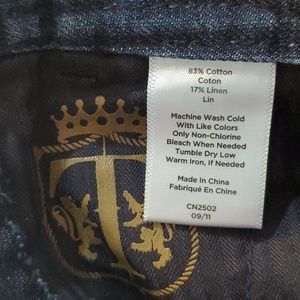 83% Cotton
Coton
17% Linen
Lin
Machine Wash Cold
With Like Colors
Only Non-Chlorine
Bleach When Needed
Tumble Dry Low
Warm Iron, if Needed
Made In China
Fabriqué En Chine
CN2502
09/11
T